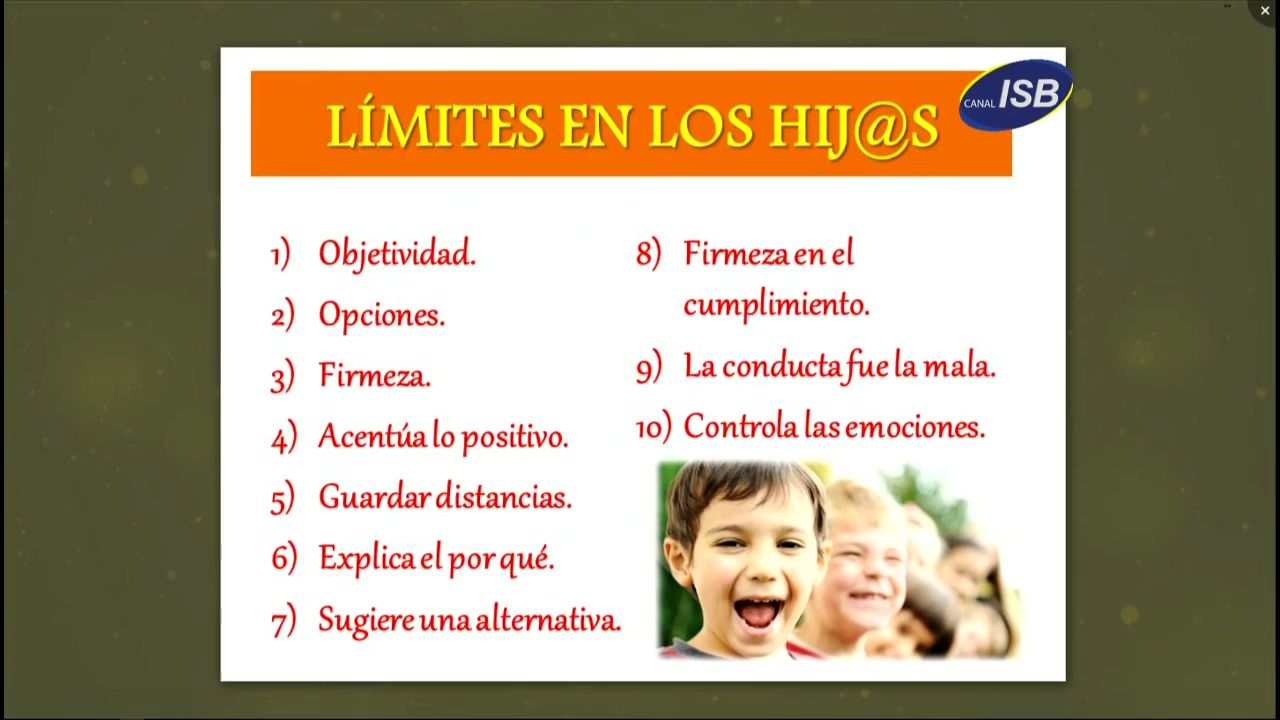 LÍMITES EN LOS HIJ@S
CANAL ISB
1) Objetividad.
2) Opciones.
3) Firmeza.
4) Acentúa lo positivo.
5) Guardar distancias.
6) Explica el por qué.
7) Sugiere una alternativa.
8) Firmeza en el
cumplimiento.
9) La conducta fue la mala.
10) Controla las emociones.